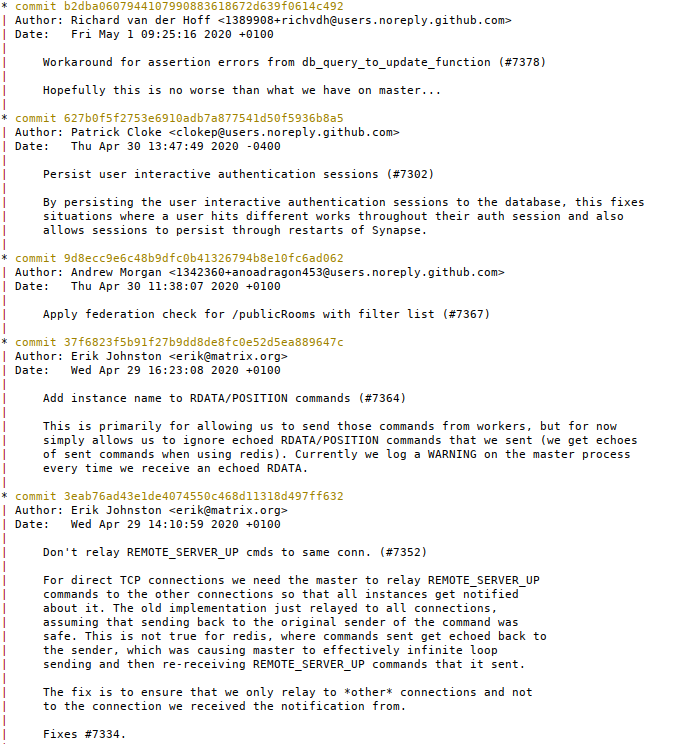 * commit b2dba0607944107990883618672d639f0614c492
| Author: Richard van der Hoff <1389908+richvdh@users.noreply.github.com>
| Date:   Fri May 1 09:25:16 2020 +0100
|
|     Workaround for assertion errors from db_query_to_update_function (#7378)
|
|     Hopefully this is no worse than what we have on master...
|
* commit 627b0f5f2753e6910adb7a877541d50f5936b8a5
| Author: Patrick Cloke <clokep@users.noreply.github.com>
| Date:   Thu Apr 30 13:47:49 2020 -0400
|
|     Persist user interactive authentication sessions (#7302)
|
|     By persisting the user interactive authentication sessions to the database, this fixes
|     situations where a user hits different works throughout their auth session and also
|     allows sessions to persist through restarts of Synapse.
|
* commit 9d8ecc9e6c48b9dfc0b41326794b8e10fc6ad062
| Author: Andrew Morgan <1342360+anoadragon453@users.noreply.github.com>
| Date:   Thu Apr 30 11:38:07 2020 +0100
|
|     Apply federation check for /publicRooms with filter list (#7367)
|
* commit 37f6823f5b91f27b9dd8de8fc0e52d5ea889647c
| Author: Erik Johnston <erik@matrix.org>
| Date:   Wed Apr 29 16:23:08 2020 +0100
|
|     Add instance name to RDATA/POSITION commands (#7364)
|
|     This is primarily for allowing us to send those commands from workers, but for now
|     simply allows us to ignore echoed RDATA/POSITION commands that we sent (we get echoes
|     of sent commands when using redis). Currently we log a WARNING on the master process
|     every time we receive an echoed RDATA.
|
* commit 3eab76ad43e1de4074550c468d11318d497ff632
| Author: Erik Johnston <erik@matrix.org>
| Date:   Wed Apr 29 14:10:59 2020 +0100
|
|     Don't relay REMOTE_SERVER_UP cmds to same conn. (#7352)
|
|     For direct TCP connections we need the master to relay REMOTE_SERVER_UP
|     commands to the other connections so that all instances get notified
|     about it. The old implementation just relayed to all connections,
|     assuming that sending back to the original sender of the command was
|     safe. This is not true for redis, where commands sent get echoed back to
|     the sender, which was causing master to effectively infinite loop
|     sending and then re-receiving REMOTE_SERVER_UP commands that it sent.
|
|     The fix is to ensure that we only relay to *other* connections and not
|     to the connection we received the notification from.
|
|     Fixes #7334.